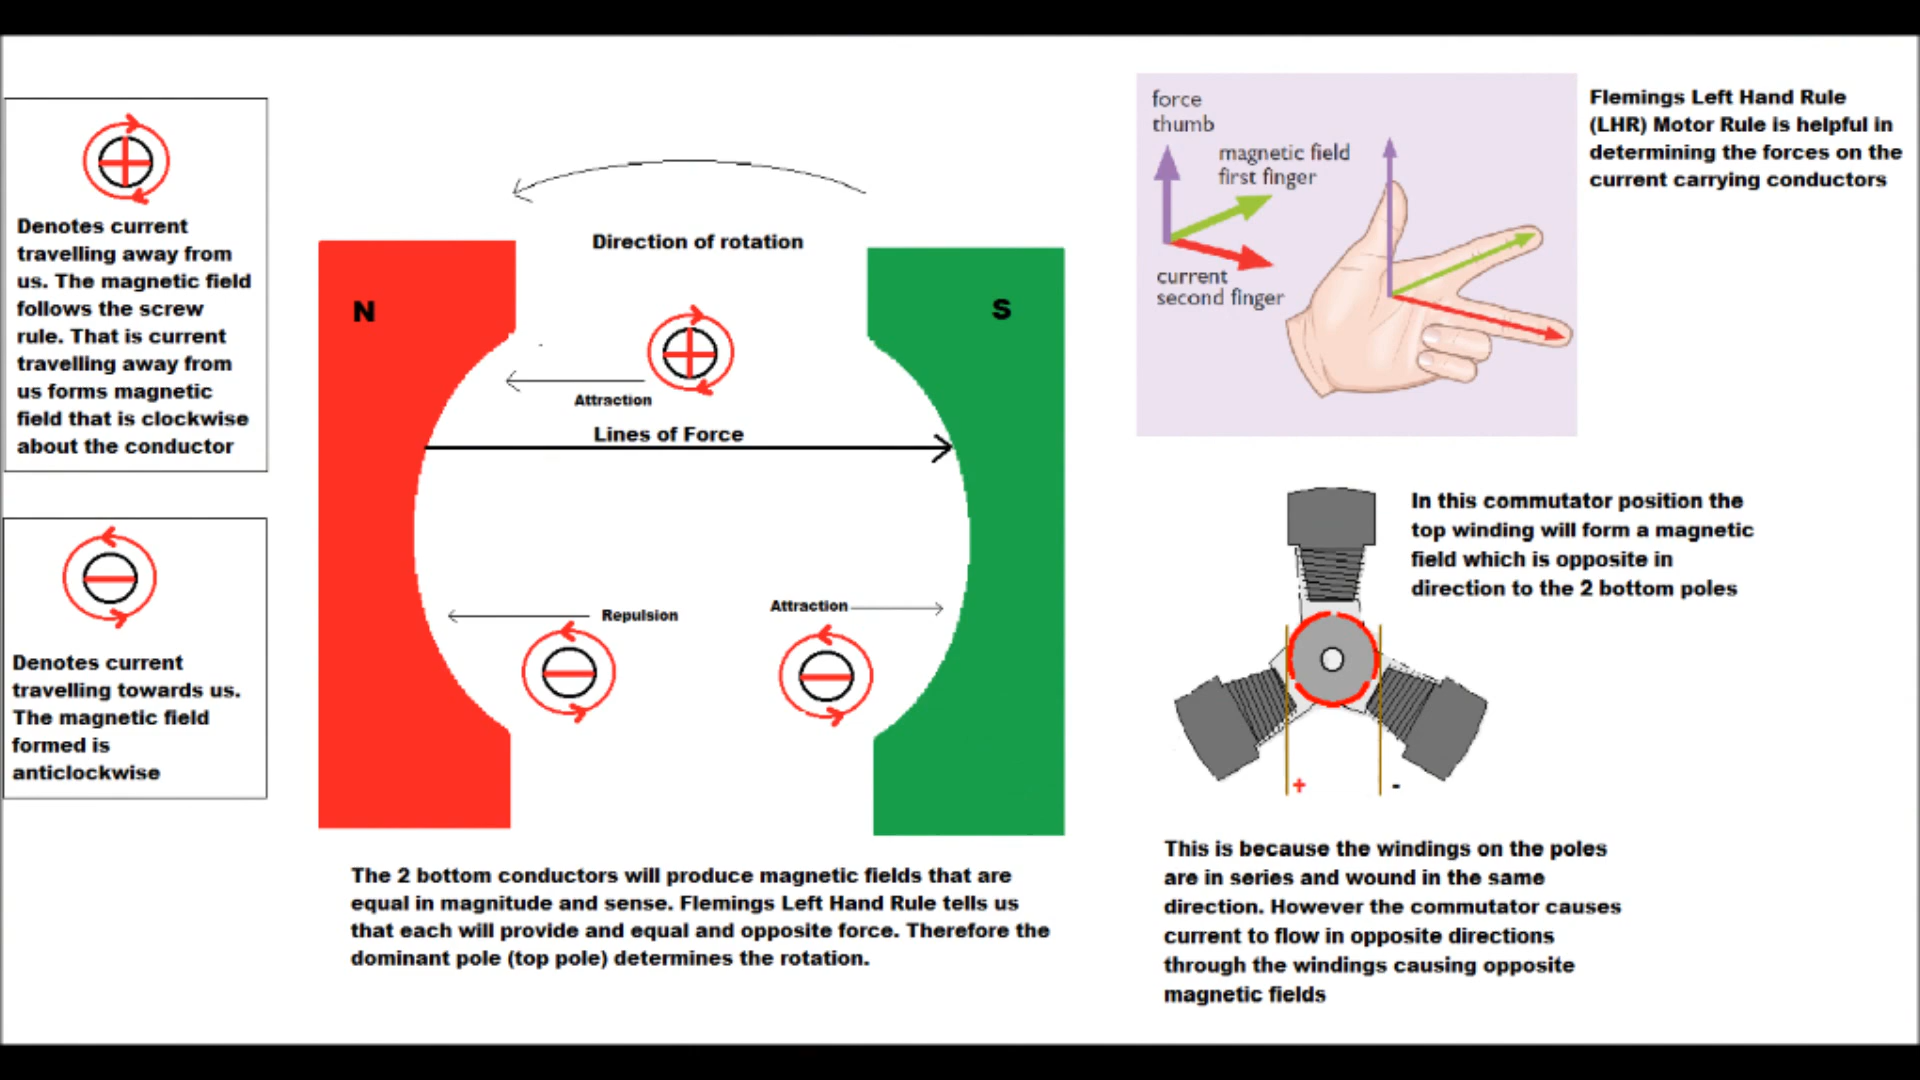 Denotes current
travelling away from
us. The magnetic field
follows the screw
rule. That is current
travelling away from
us forms magnetic
field that is clockwise
about the conductor
Denotes current
travelling towards us.
The magnetic field
formed is
anticlockwise
Direction of rotation
N
S
Attraction
Lines of Force
Repulsion
Attraction
The 2 bottom conductors will produce magnetic fields that are
equal in magnitude and sense. Flemings Left Hand Rule tells us
that each will provide and equal and opposite force. Therefore the
dominant pole (top pole) determines the rotation.
force
thumb
magnetic field
first finger
current
second finger
Flemings Left Hand Rule
(LHR) Motor Rule is helpful in
determining the forces on the
current carrying conductors
In this commutator position the
top winding will form a magnetic
field which is opposite in
direction to the 2 bottom poles
+
-
This is because the windings on the poles
are in series and wound in the same
direction. However the commutator causes
current to flow in opposite directions
through the windings causing opposite
magnetic fields